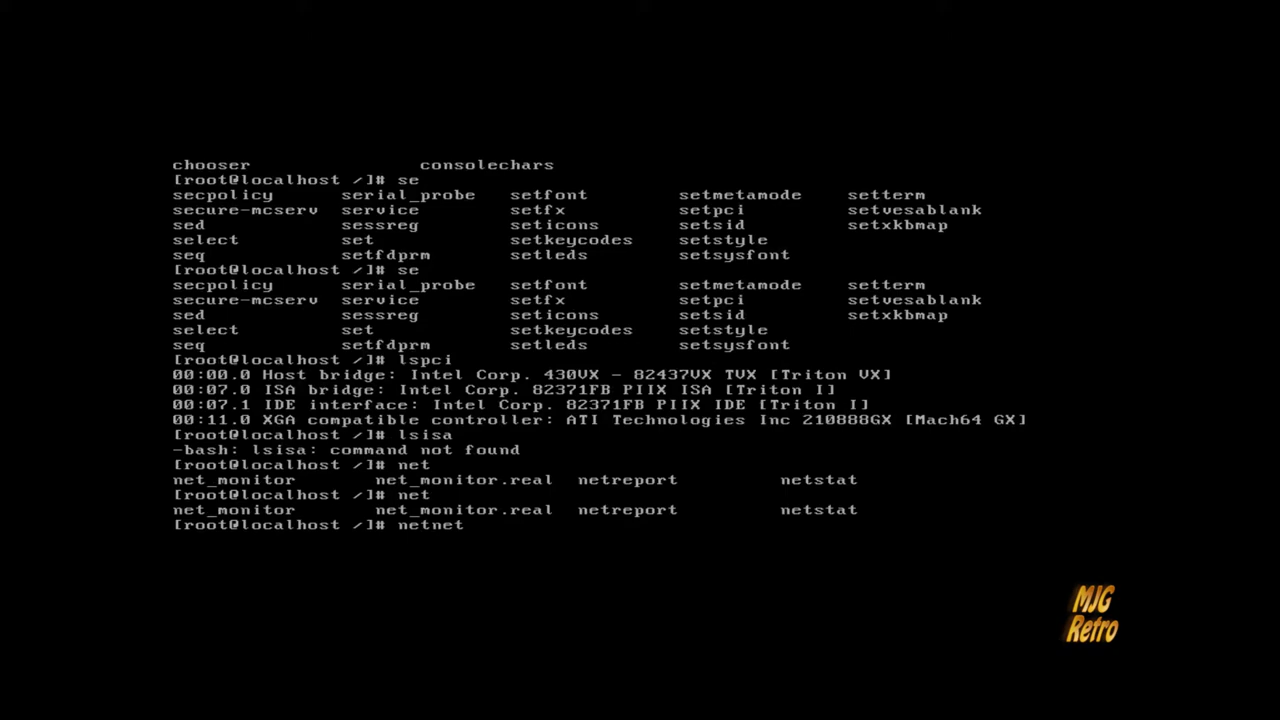 chooser consolechars
[root@localhost /]# se
secpolicy serial_probe setfont setmetamode setterm
secure-mcserv service setfx setpci setvesablank
sed sessreg seticons setsid setxkbmap
select set setkeycodes setstyle
seq setfdprm setleds setsysfont
[root@localhost /]# se
secpolicy serial_probe setfont setmetamode setterm
secure-mcserv service setfx setpci setvesablank
sed sessreg seticons setsid setxkbmap
select set setkeycodes setstyle
seq setfdprm setleds setsysfont
[root@localhost /]# lspci
00:00.0 Host bridge: Intel Corp. 430VX - 82437VX TVX [Triton VX]
00:07.0 ISA bridge: Intel Corp. 82371FB PIIX ISA [Triton I]
00:07.1 IDE interface: Intel Corp. 82371FB PIIX IDE [Triton I]
00:11.0 XGA compatible controller: ATI Technologies Inc 210888GX [Mach64 GX]
[root@localhost /]# lsisa
-bash: lsisa: command not found
[root@localhost /]# net
net_monitor net_monitor.real netreport netstat
[root@localhost /]# net
net_monitor net_monitor.real netreport netstat
[root@localhost /]# netnet
MJG
Retro